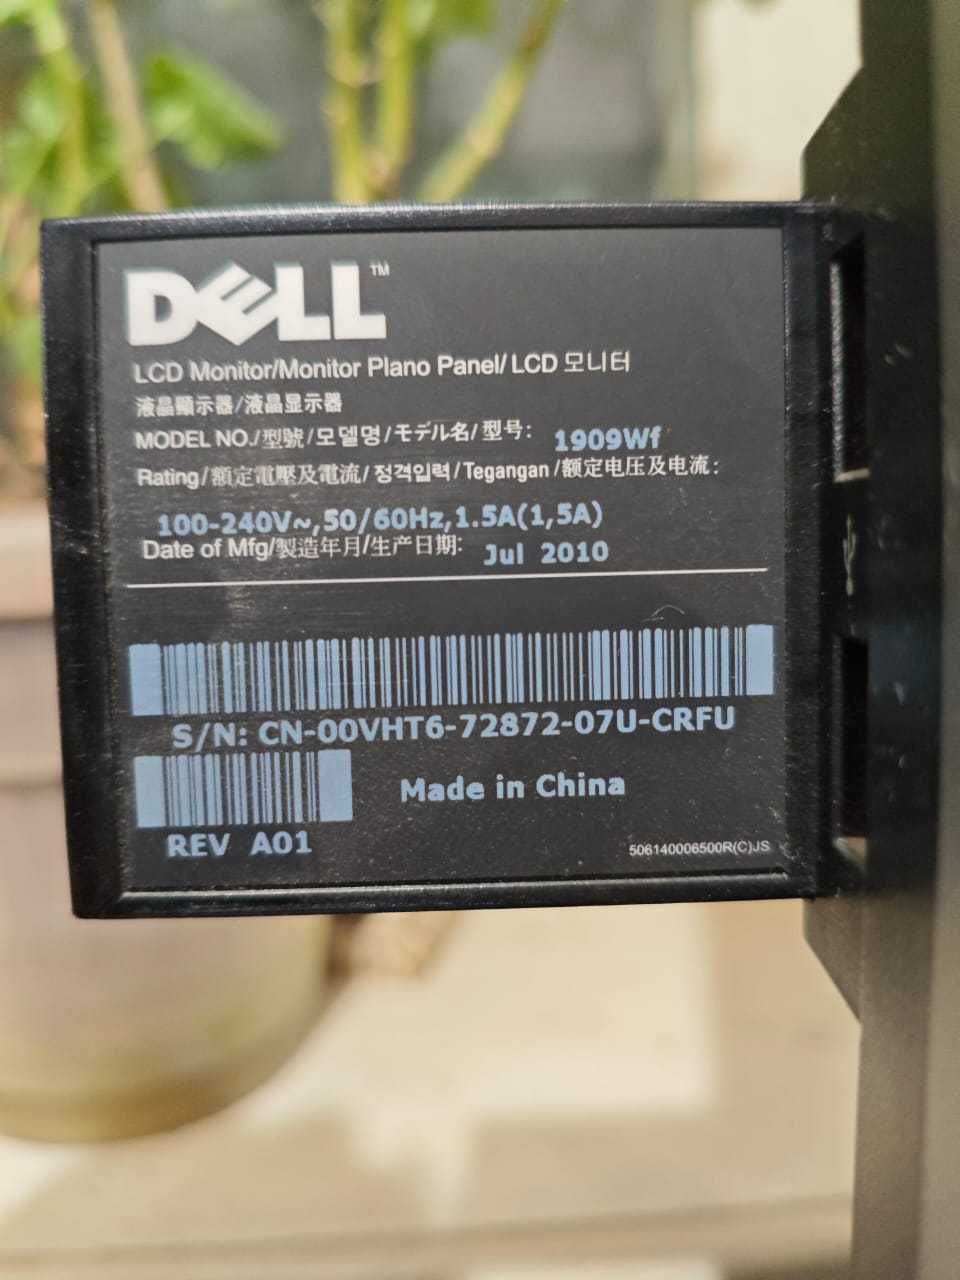 DELL™
LCD Monitor/Monitor Plano Panel/ LCD 모니터
液晶顯示器/液晶显示器
MODEL NO./型號/모델명/モデル名/型号: 1909Wf
Rating/額定電壓及電流/정격입력/Tegangan/额定电压及电流:
100-240V~,50/60Hz,1.5A(1,5A)
Date of Mfg/製造年月/生产日期: Jul 2010
S/N: CN-00VHT6-72872-07U-CRFU
Made in China
REV A01
506140006500R(C)JS